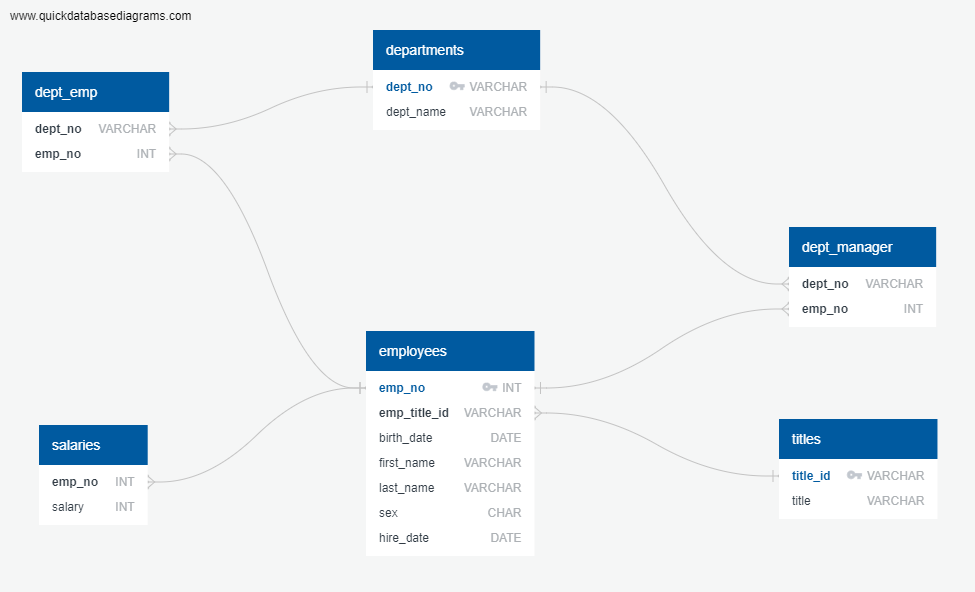 www.quickdatabasediagrams.com
departments
dept_no VARCHAR
dept_name VARCHAR
dept_emp
dept_no VARCHAR
emp_no INT
dept_manager
dept_no VARCHAR
emp_no INT
employees
emp_no INT
emp_title_id VARCHAR
birth_date DATE
first_name VARCHAR
last_name VARCHAR
sex CHAR
hire_date DATE
salaries
emp_no INT
salary INT
titles
title_id VARCHAR
title VARCHAR